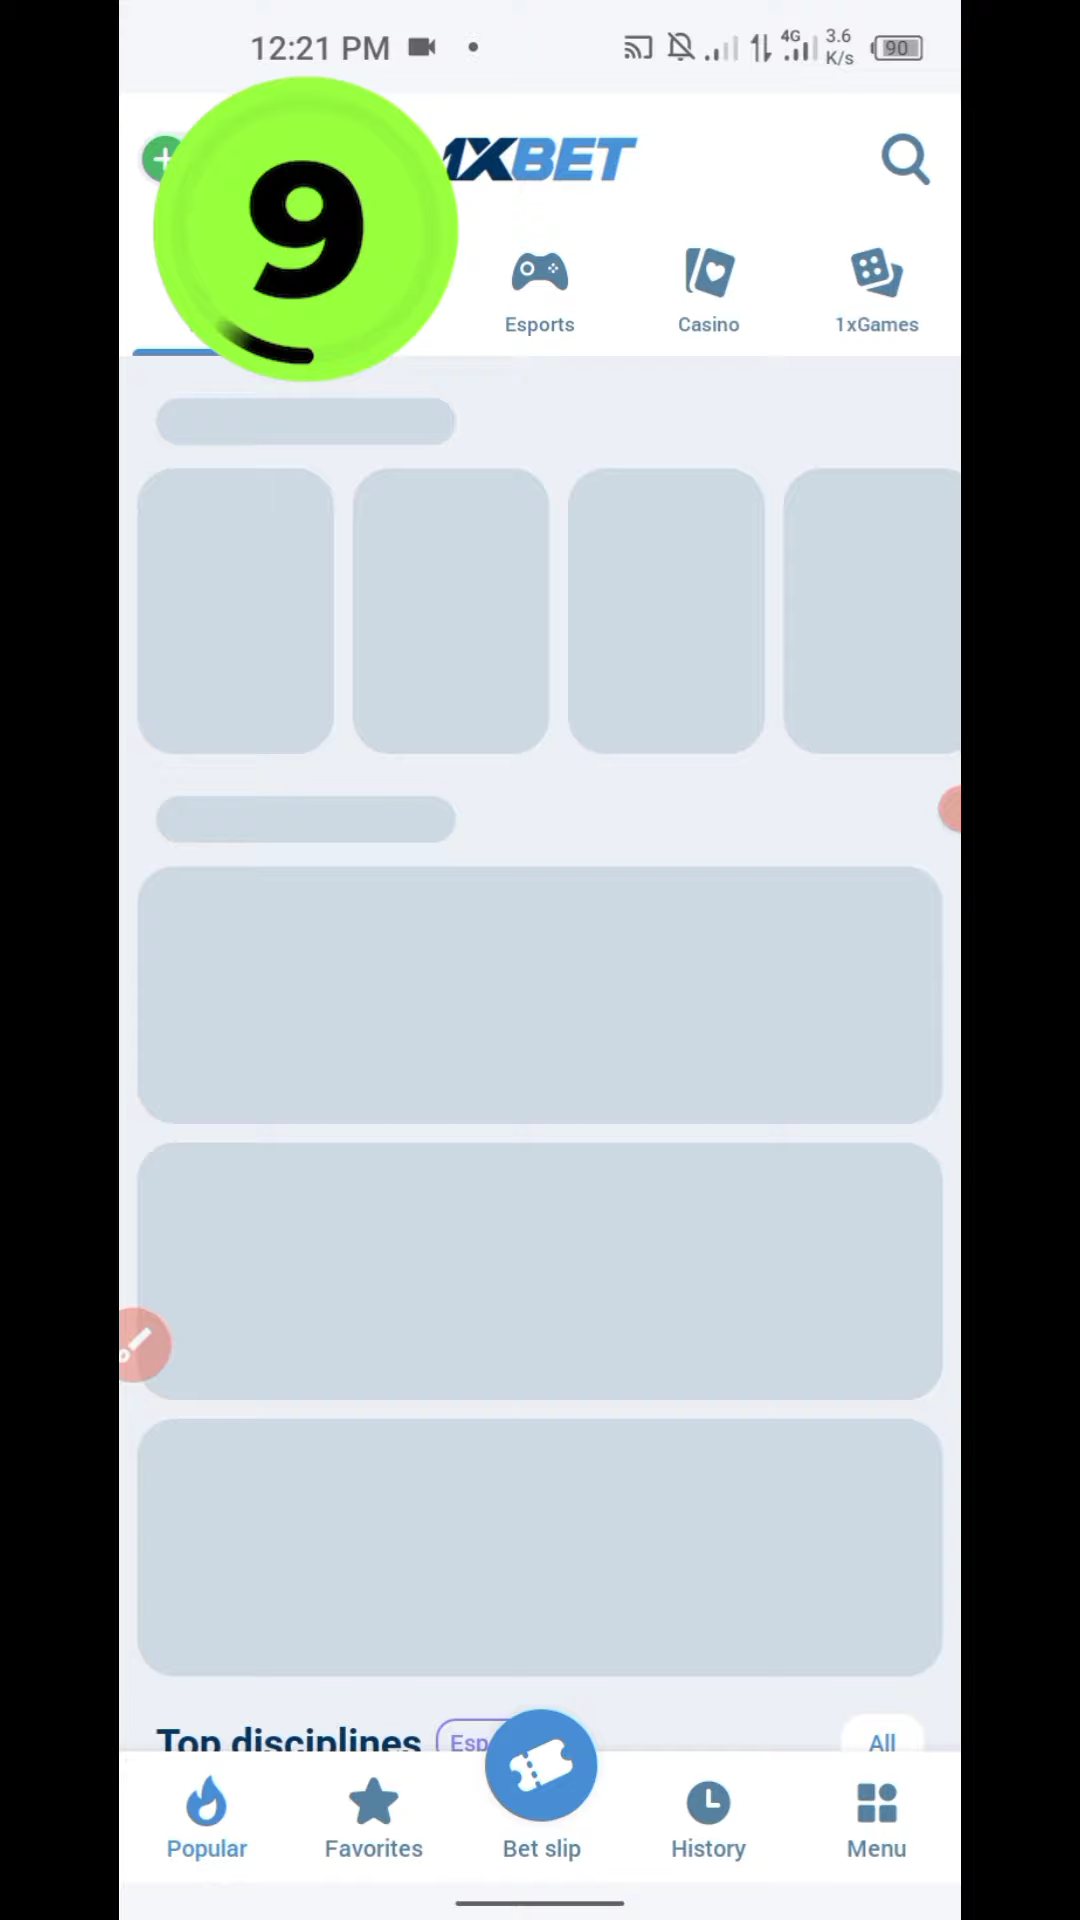 12:21 PM
4G
3.6
K/s
90
9
1XBET
Esports
Casino
1xGames
Top disciplines
Esp
All
Popular
Favorites
Bet slip
History
Menu